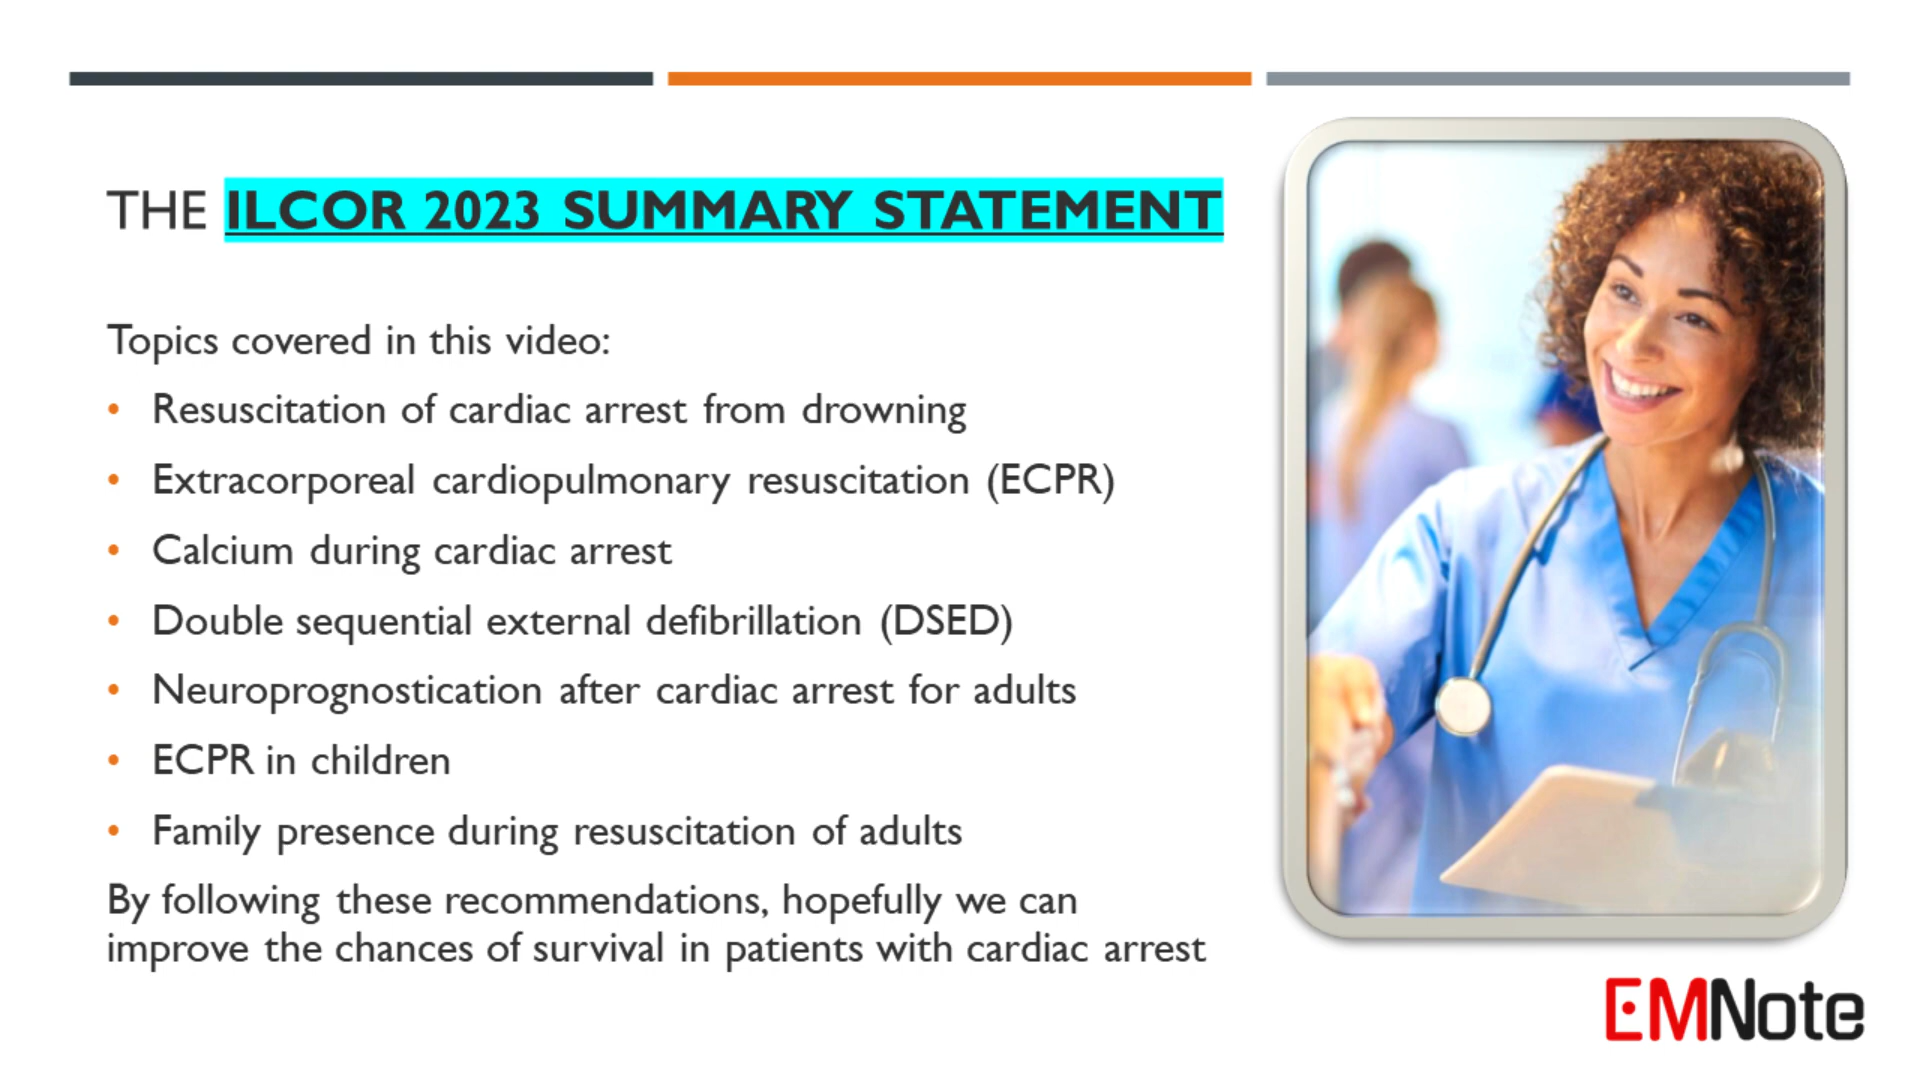 THE ILCOR 2023 SUMMARY STATEMENT
Topics covered in this video:
• Resuscitation of cardiac arrest from drowning
• Extracorporeal cardiopulmonary resuscitation (ECPR)
• Calcium during cardiac arrest
• Double sequential external defibrillation (DSED)
• Neuroprognostication after cardiac arrest for adults
• ECPR in children
• Family presence during resuscitation of adults
By following these recommendations, hopefully we can
improve the chances of survival in patients with cardiac arrest
EMNote